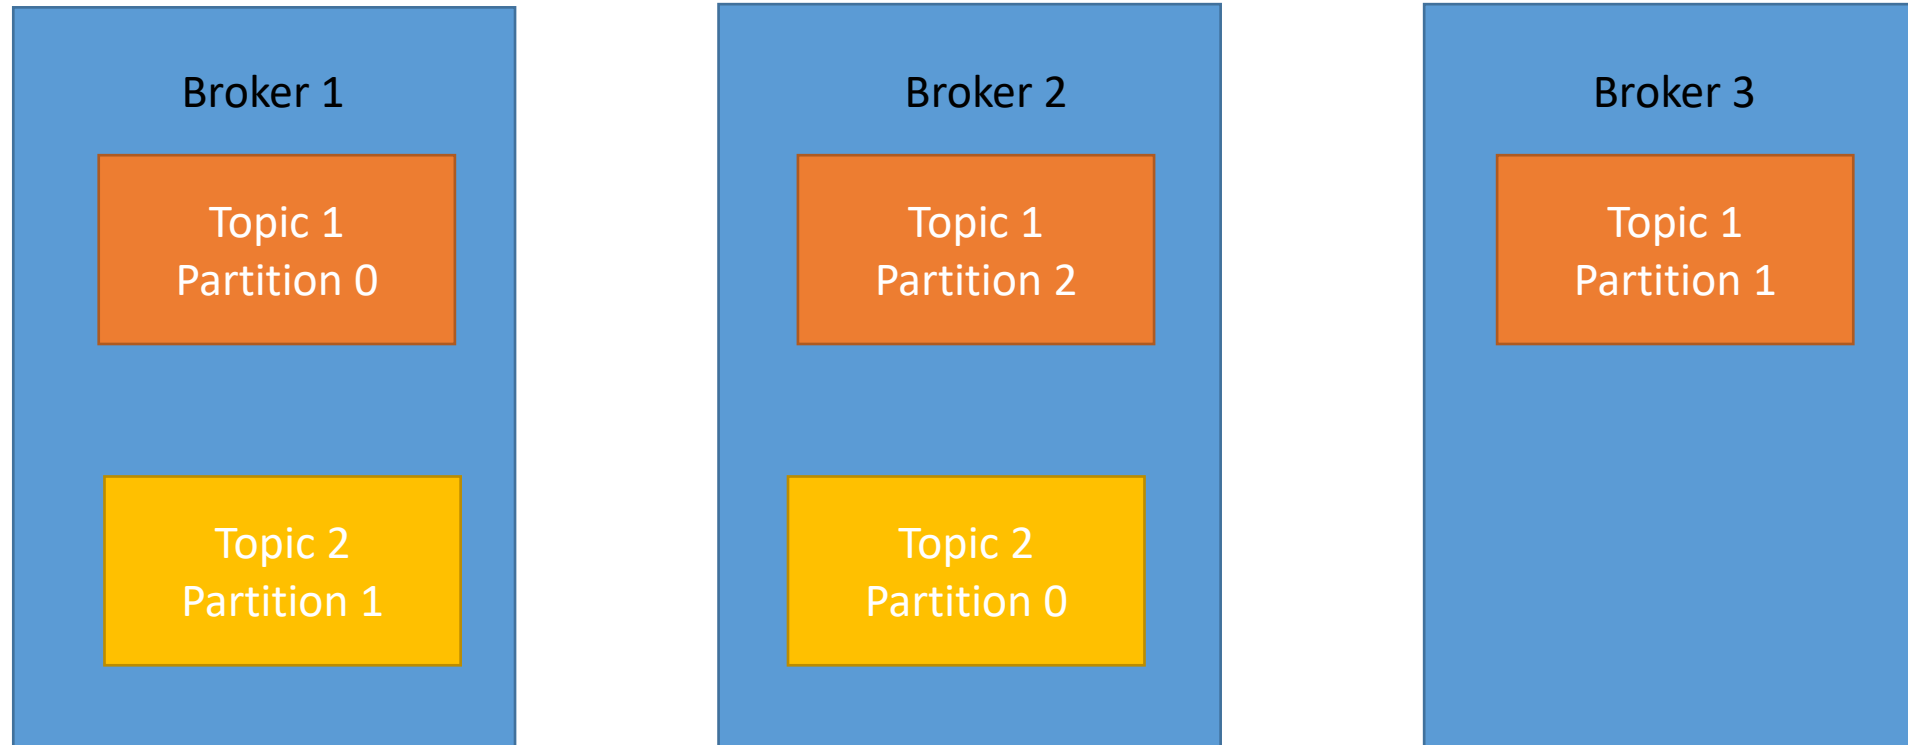 Broker 1
Topic 1
Partition 0
Topic 2
Partition 1
Broker 2
Topic 1
Partition 2
Topic 2
Partition 0
Broker 3
Topic 1
Partition 1